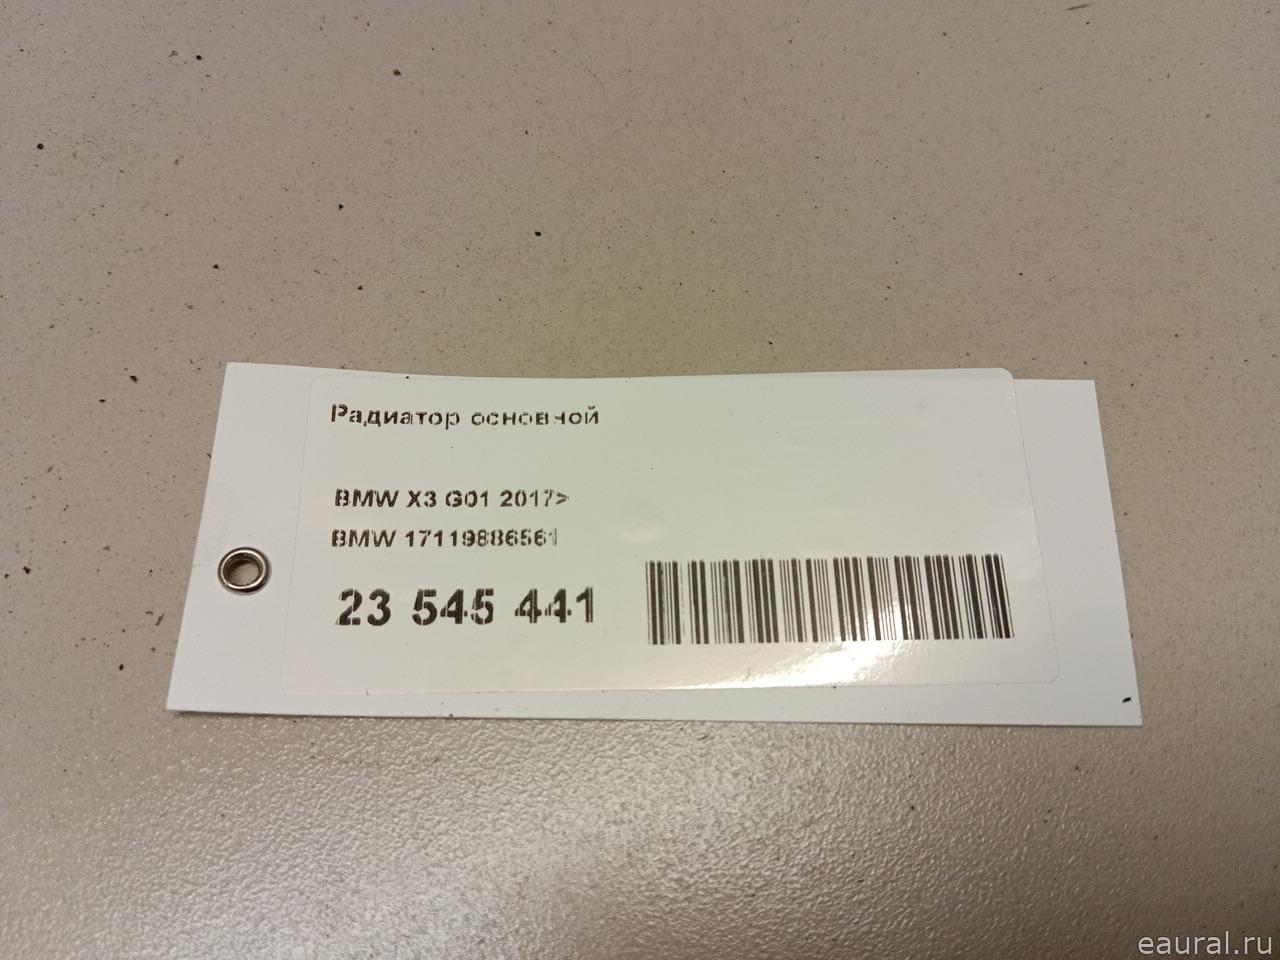 Радиатор основной
BMW X3 G01 2017>
BMW 17119886561
23 545 441
eaural.ru